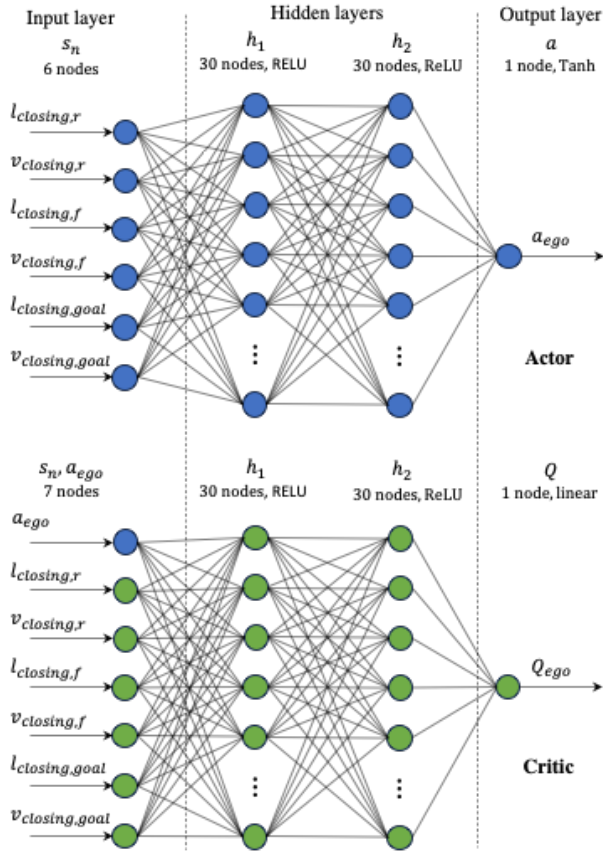 Input layer
Hidden layers
Output layer
s_n
h_1
h_2
a
6 nodes
30 nodes, RELU
30 nodes, ReLU
1 node, Tanh
l_closing,r
v_closing,r
l_closing,f
v_closing,f
l_closing,goal
v_closing,goal
a_ego
Actor
s_n, a_ego
h_1
h_2
Q
7 nodes
30 nodes, RELU
30 nodes, ReLU
1 node, linear
a_ego
l_closing,r
v_closing,r
l_closing,f
v_closing,f
l_closing,goal
v_closing,goal
Q_ego
Critic